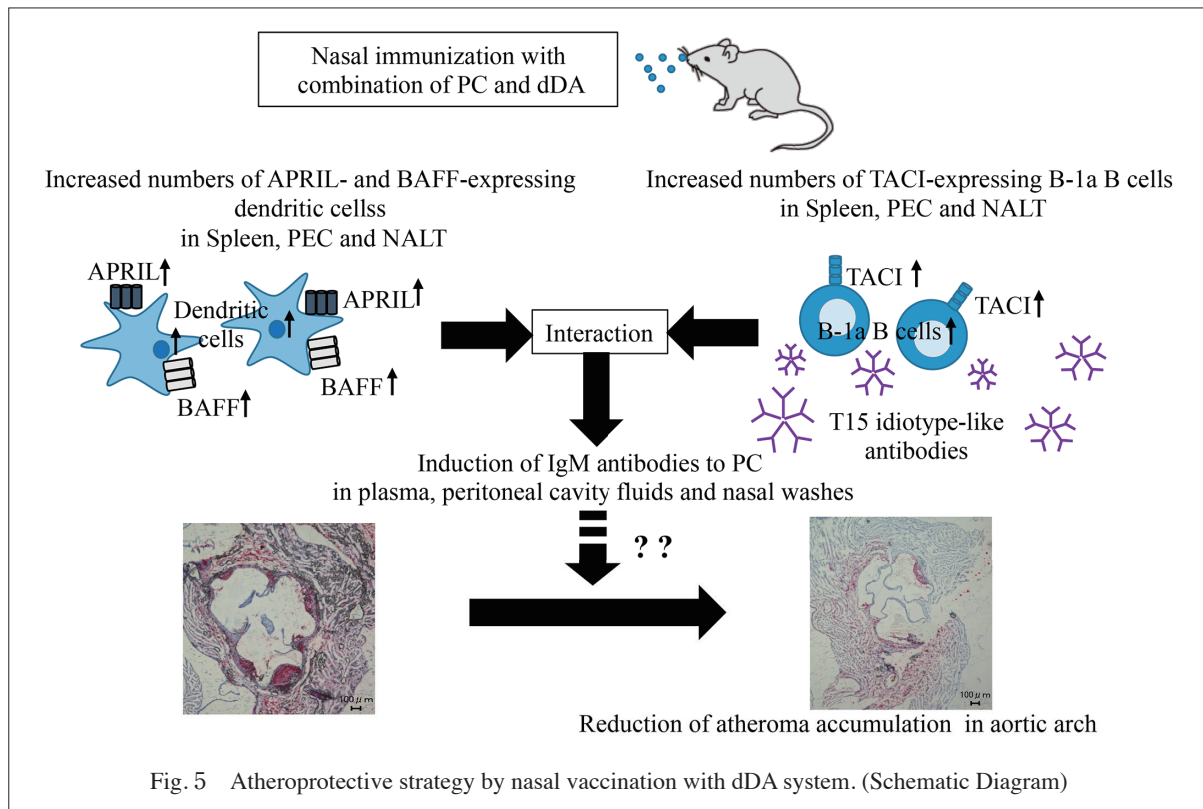 Nasal immunization with
combination of PC and dDA
Increased numbers of APRIL- and BAFF-expressing
dendritic cellss
in Spleen, PEC and NALT
Increased numbers of TACI-expressing B-1a B cells
in Spleen, PEC and NALT
APRIL
APRIL
Dendritic
cells
BAFF
BAFF
Interaction
TACI
TACI
B-1a B cells
T15 idiotype-like
antibodies
Induction of IgM antibodies to PC
in plasma, peritoneal cavity fluids and nasal washes
? ?
100μm
100μm
Reduction of atheroma accumulation in aortic arch
Fig. 5 Atheroprotective strategy by nasal vaccination with dDA system. (Schematic Diagram)